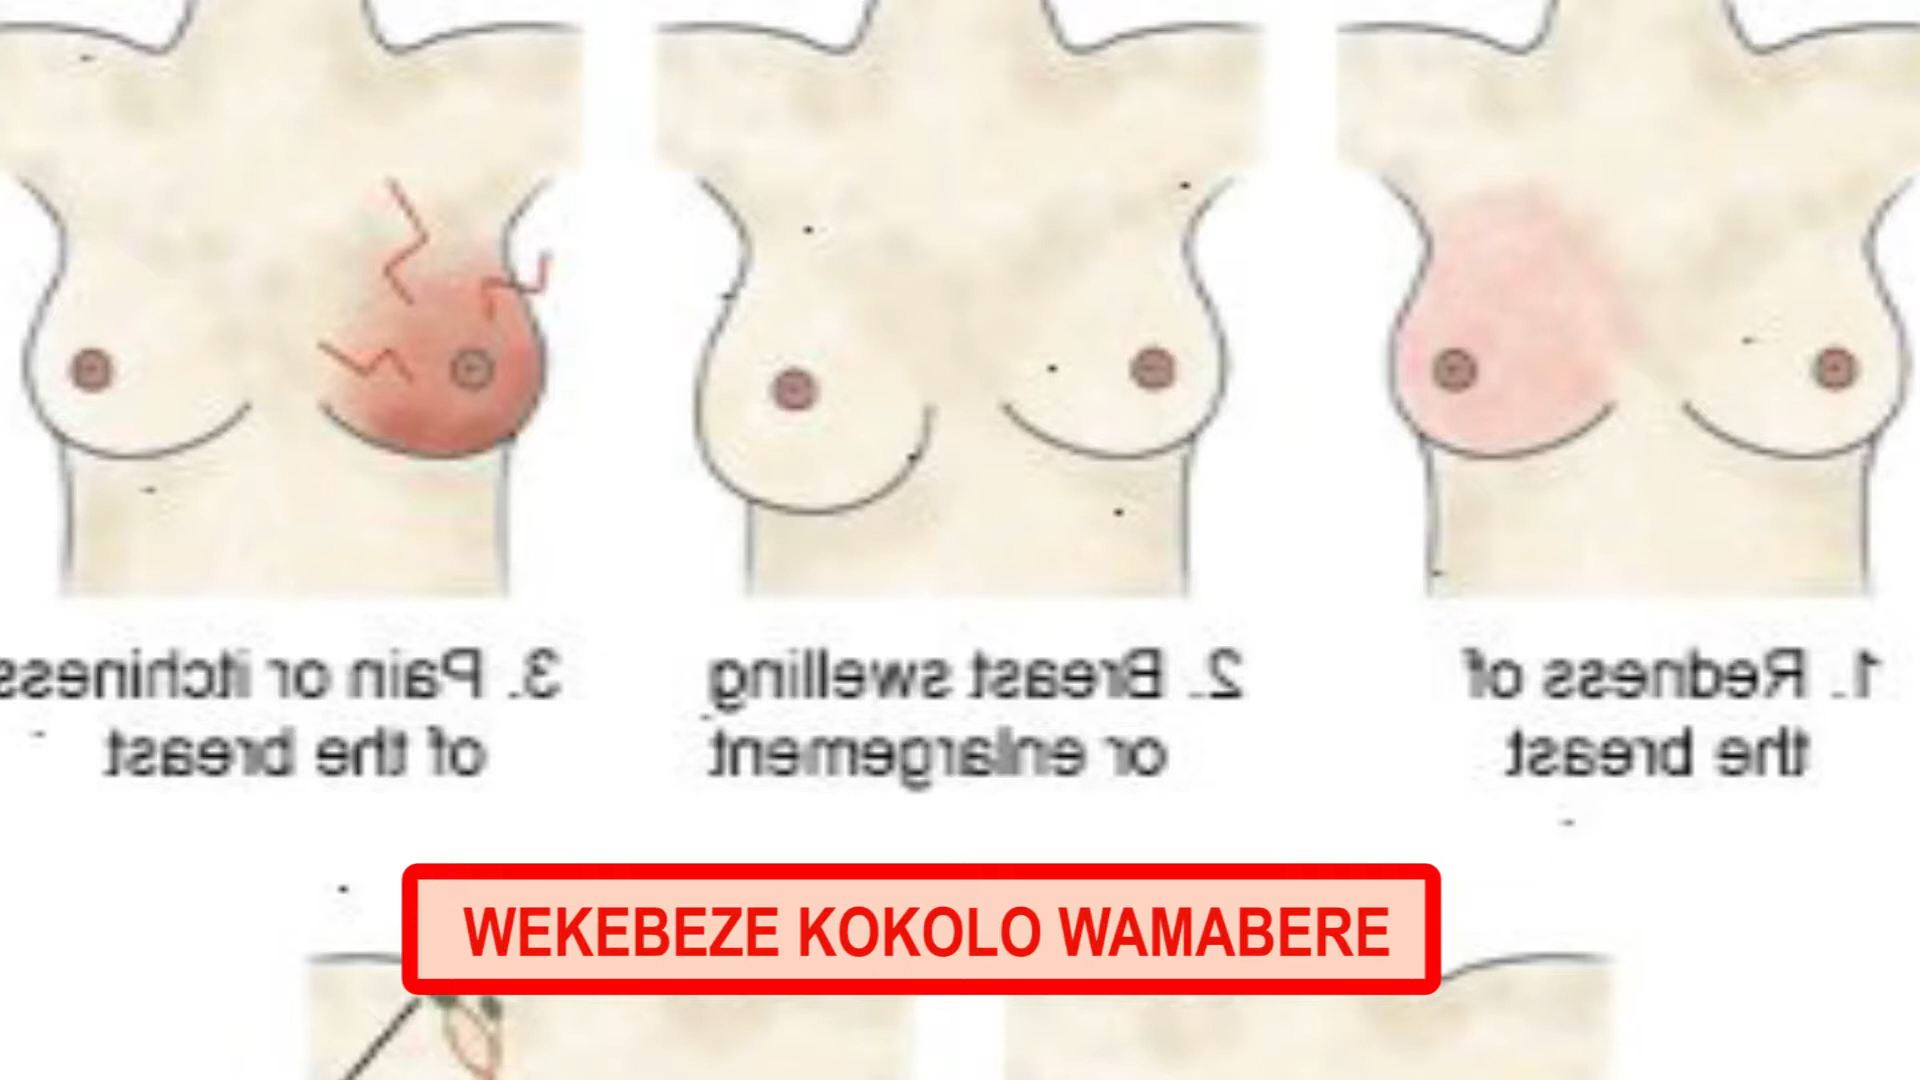 1. Redness of
the breast
2. Breast swelling
or enlargement
3. Pain or itchiness
of the breast
WEKEBEZE KOKOLO WAMABERE